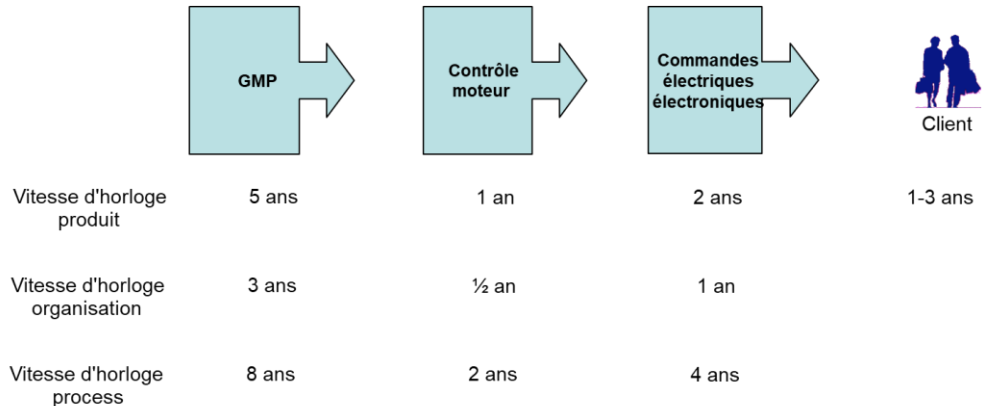 GMP
Contrôle
moteur
Commandes
électriques
électroniques
Client
Vitesse d'horloge
produit
5 ans
1 an
2 ans
1-3 ans
Vitesse d'horloge
organisation
3 ans
½ an
1 an
Vitesse d'horloge
process
8 ans
2 ans
4 ans